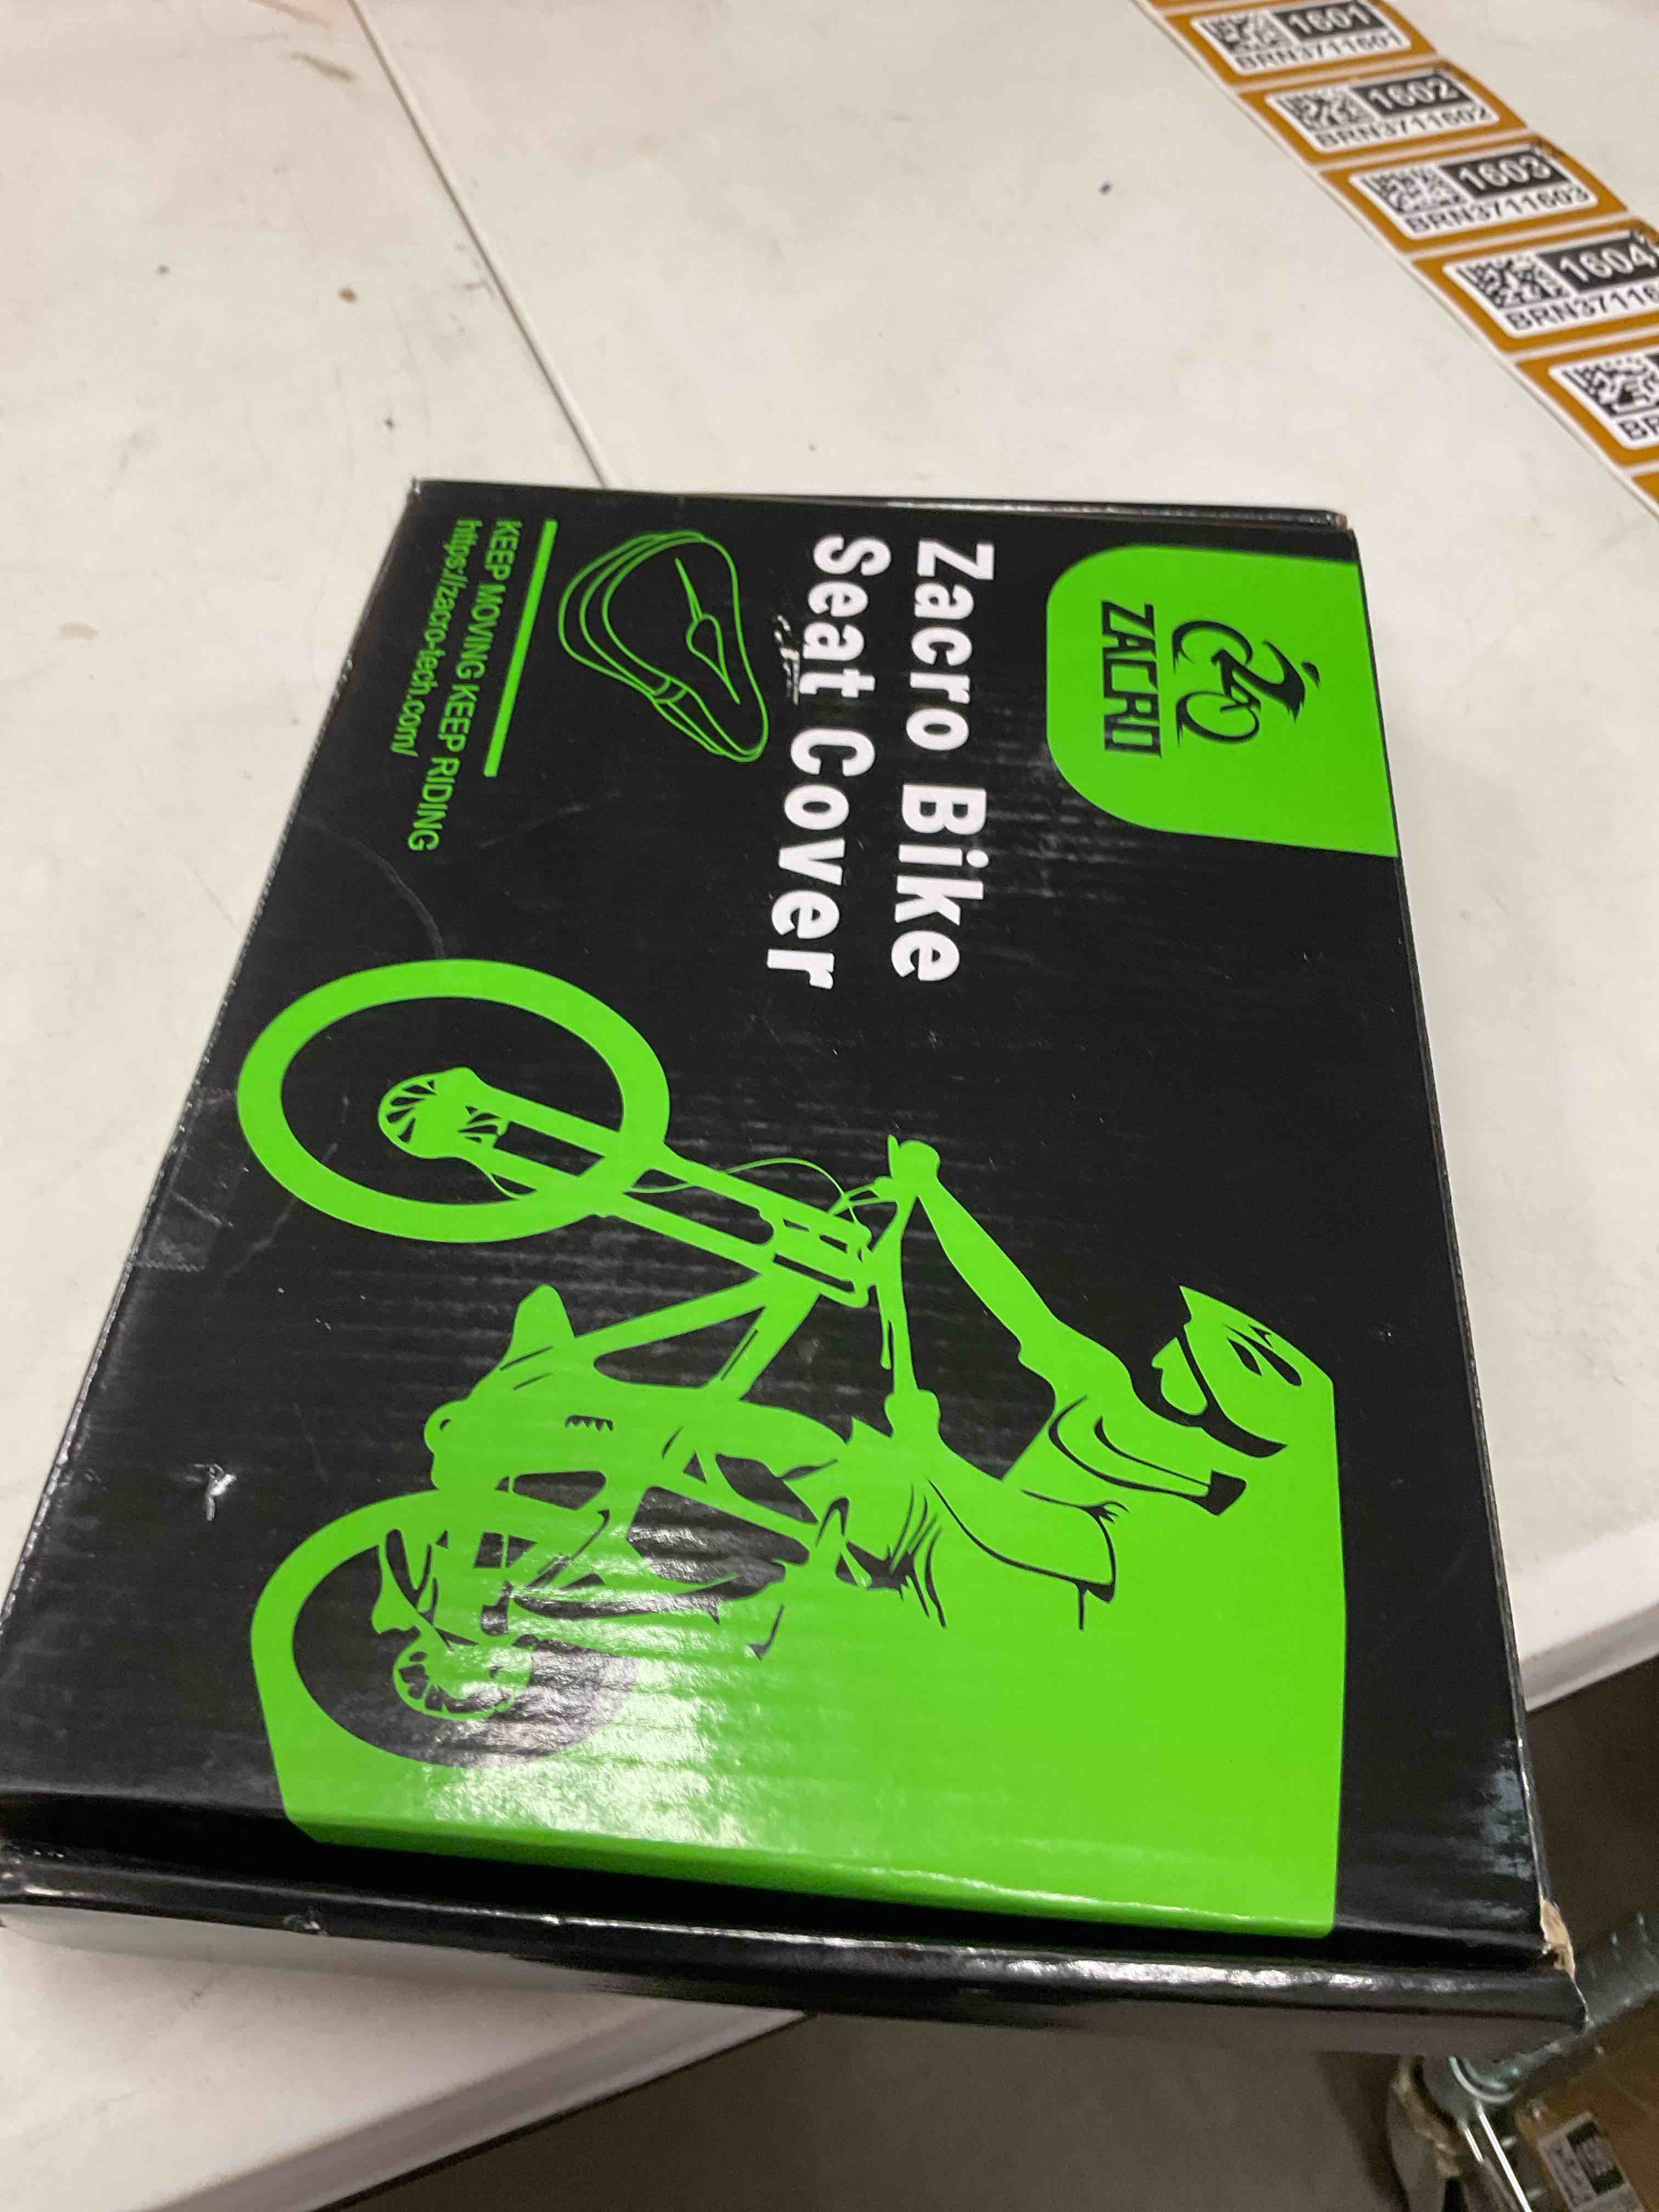 ZACRO
Zacro Bike
Seat Cover
KEEP MOVING KEEP RIDING
https://zacro-tech.com/
1601
BRN3711601
1602
BRN3711602
1603
BRN3711603
1604